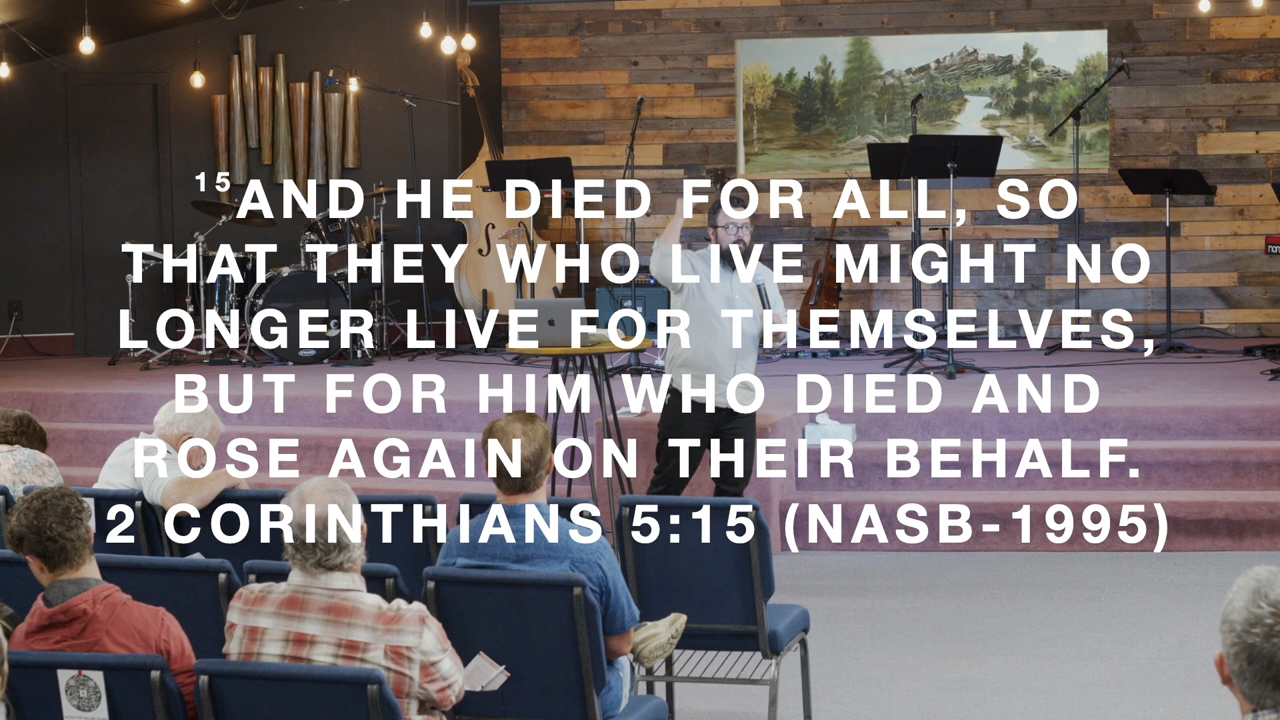 15AND HE DIED FOR ALL, SO
THAT THEY WHO LIVE MIGHT NO
LONGER LIVE FOR THEMSELVES,
BUT FOR HIM WHO DIED AND
ROSE AGAIN ON THEIR BEHALF.
2 CORINTHIANS 5:15 (NASB-1995)